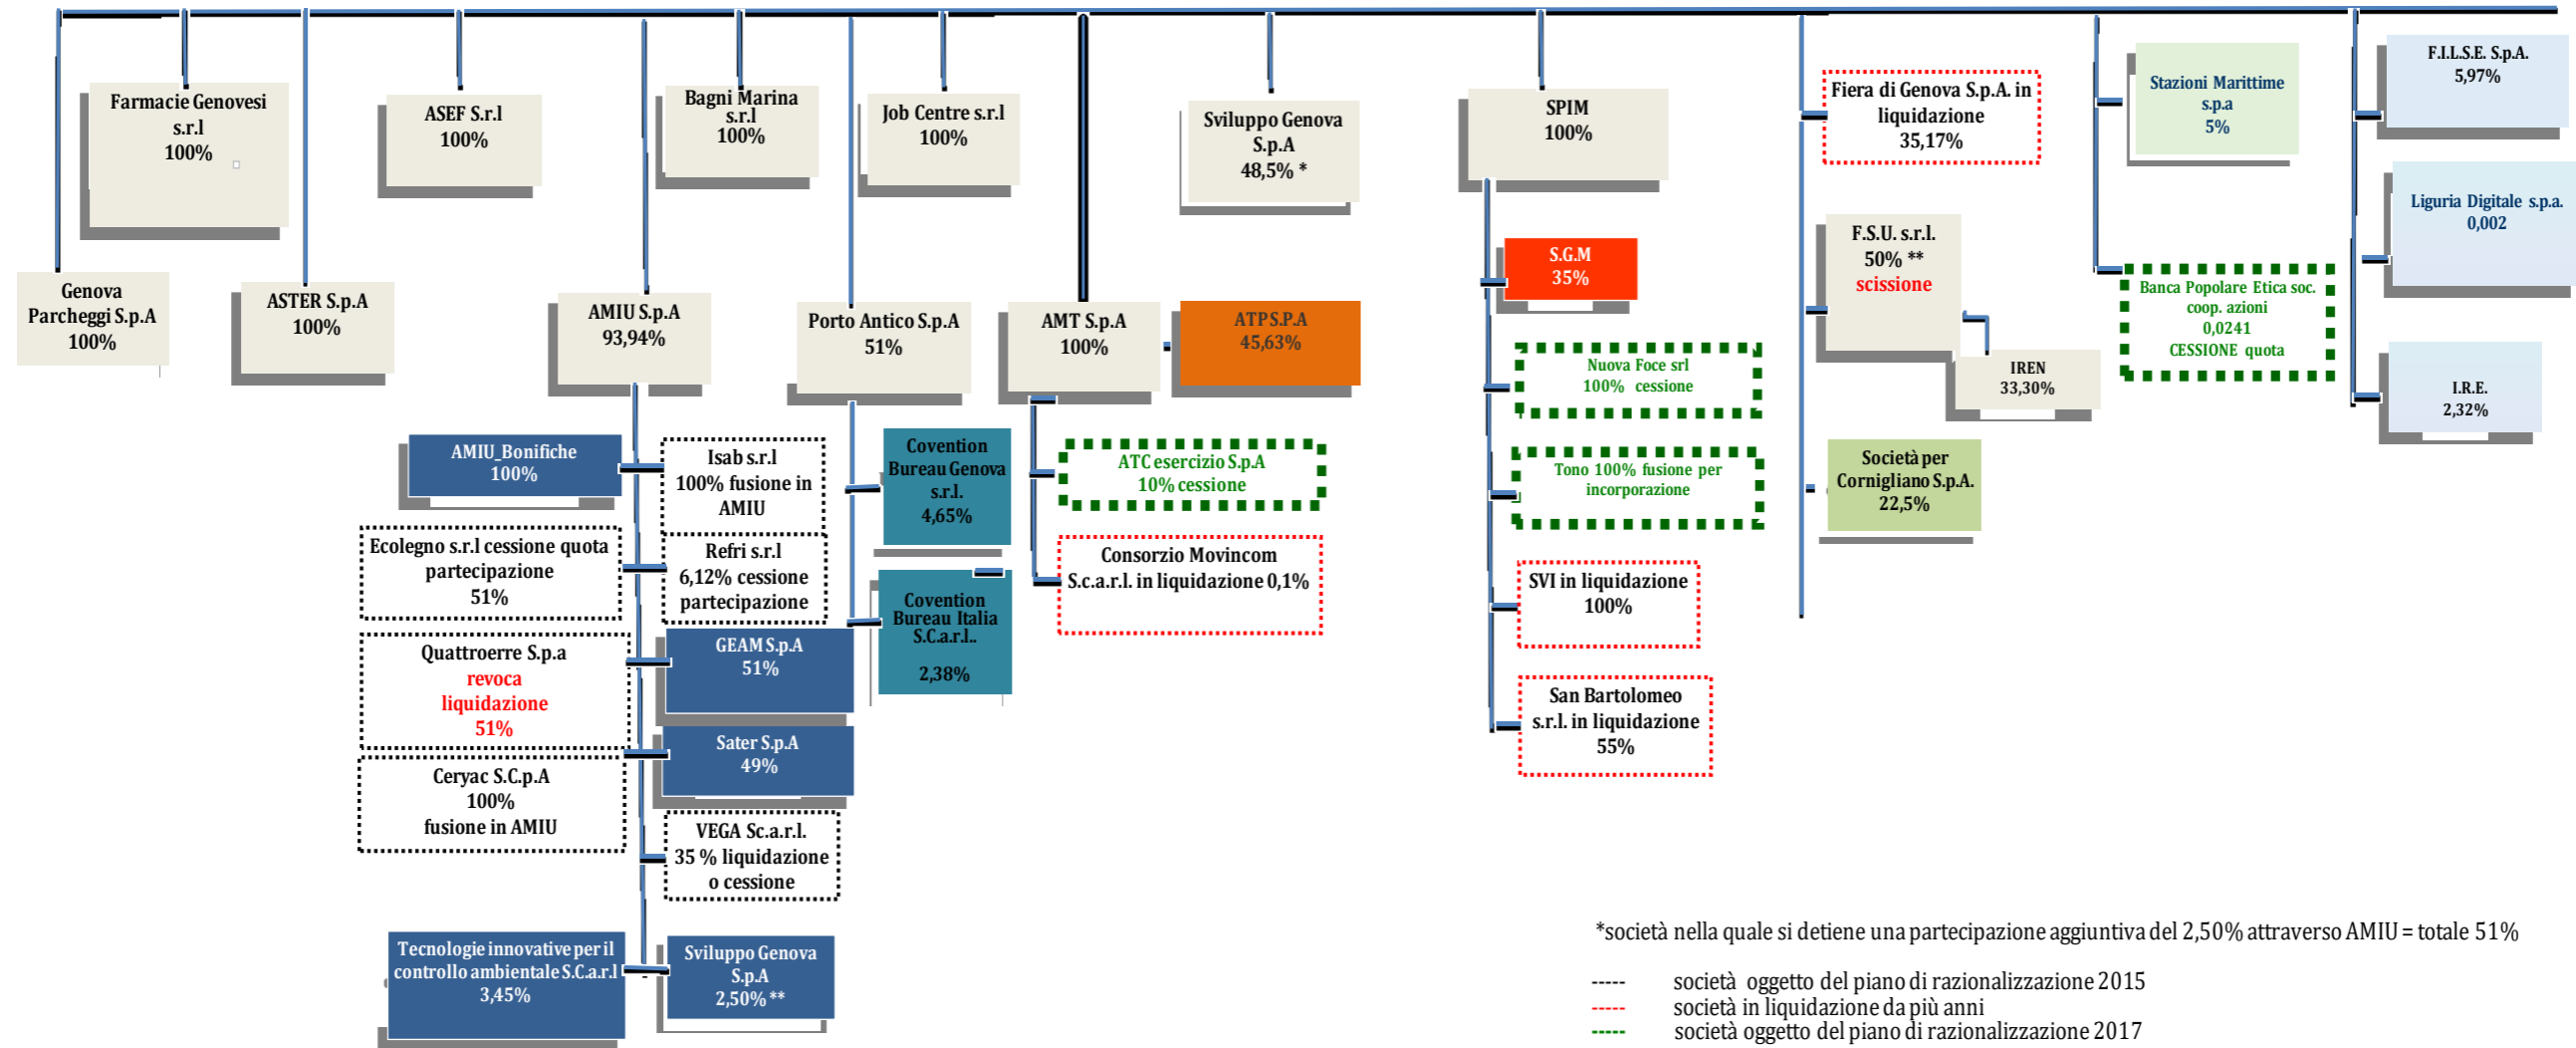 Farmacie Genovesi
s.r.l
100%
ASEF S.r.l
100%
Bagni Marina
s.r.l
100%
Job Centre s.r.l
100%
Sviluppo Genova
S.p.A
48,5% *
SPIM
100%
Fiera di Genova S.p.A. in
liquidazione
35,17%
Stazioni Marittime
s.p.a
5%
F.I.L.S.E. S.p.A.
5,97%
Liguria Digitale s.p.a.
0,002
Genova
Parcheggi S.p.A
100%
ASTER S.p.A
100%
AMIU S.p.A
93,94%
Porto Antico S.p.A
51%
AMT S.p.A
100%
ATP S.P.A
45,63%
S.G.M
35%
F.S.U. s.r.l.
50% **
scissione
IREN
33,30%
Banca Popolare Etica soc.
coop. azioni
0,0241
CESSIONE quota
I.R.E.
2,32%
Nuova Foce srl
100% cessione
AMIU_Bonifiche
100%
Isab s.r.l
100% fusione in
AMIU
Covention
Bureau Genova
s.r.l.
4,65%
ATC esercizio S.p.A
10% cessione
Tono 100% fusione per
incorporazione
Società per
Cornigliano S.p.A.
22,5%
Ecolegno s.r.l cessione quota
partecipazione
51%
Refri s.r.l
6,12% cessione
partecipazione
Covention
Bureau Italia
S.C.a.r.l..
2,38%
Consorzio Movincom
S.c.a.r.l. in liquidazione 0,1%
SVI in liquidazione
100%
Quattroerre S.p.a
revoca
liquidazione
51%
GEAM S.p.A
51%
San Bartolomeo
s.r.l. in liquidazione
55%
Ceryac S.C.p.A
100%
fusione in AMIU
Sater S.p.A
49%
VEGA Sc.a.r.l.
35 % liquidazione
o cessione
Tecnologie innovative per il
controllo ambientale S.C.a.r.l
3,45%
Sviluppo Genova
S.p.A
2,50% **
*società nella quale si detiene una partecipazione aggiuntiva del 2,50% attraverso AMIU = totale 51%
----- società oggetto del piano di razionalizzazione 2015
----- società in liquidazione da più anni
----- società oggetto del piano di razionalizzazione 2017